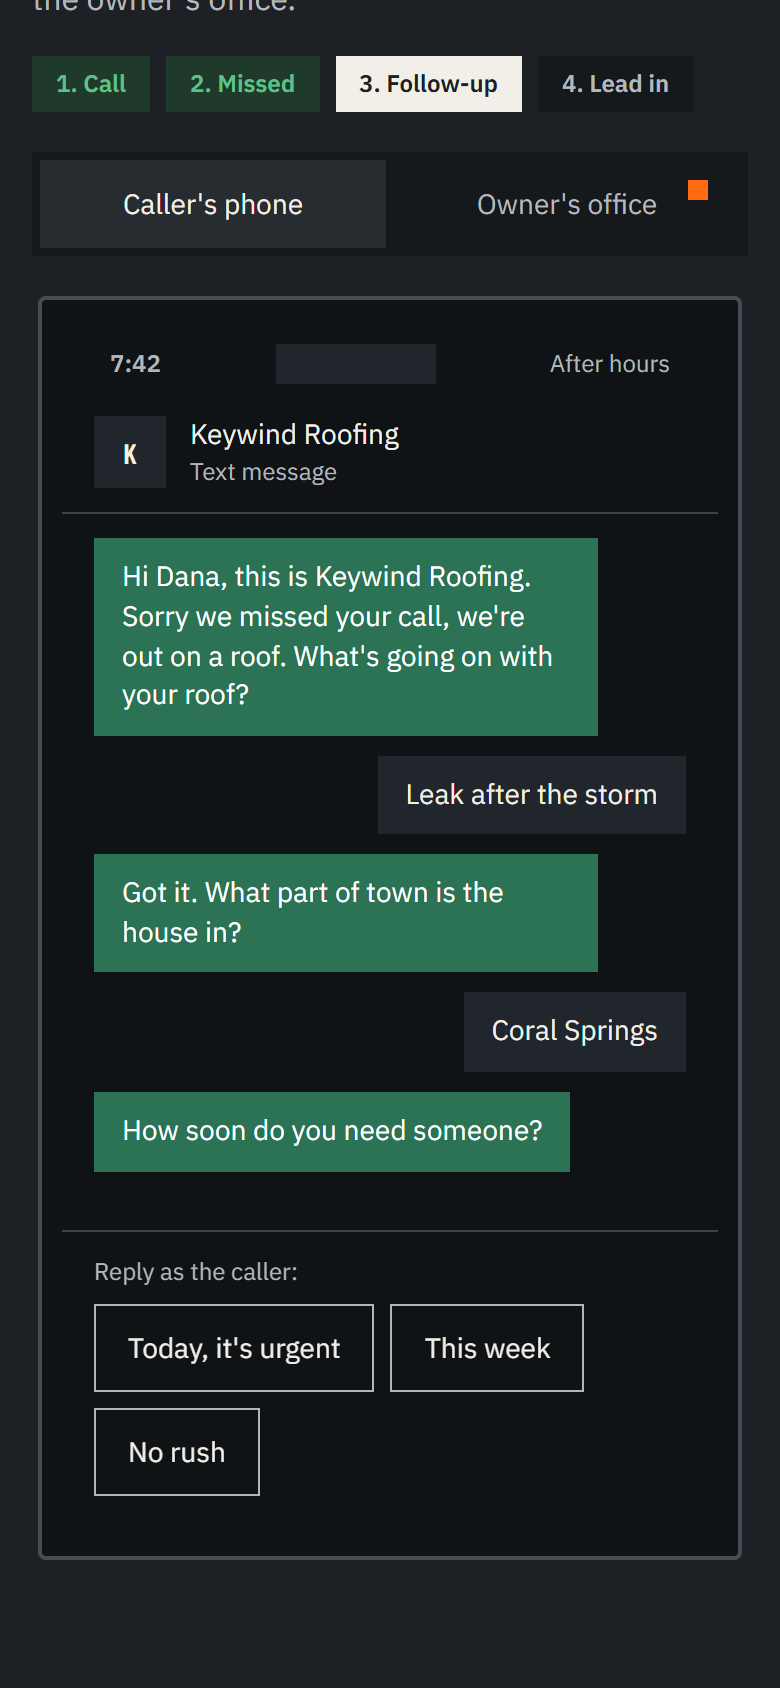 the owner's office.
1. Call
2. Missed
3. Follow-up
4. Lead in
Caller's phone
Owner's office
7:42
After hours
K
Keywind Roofing
Text message
Hi Dana, this is Keywind Roofing.
Sorry we missed your call, we're
out on a roof. What's going on with
your roof?
Leak after the storm
Got it. What part of town is the
house in?
Coral Springs
How soon do you need someone?
Reply as the caller:
Today, it's urgent
This week
No rush